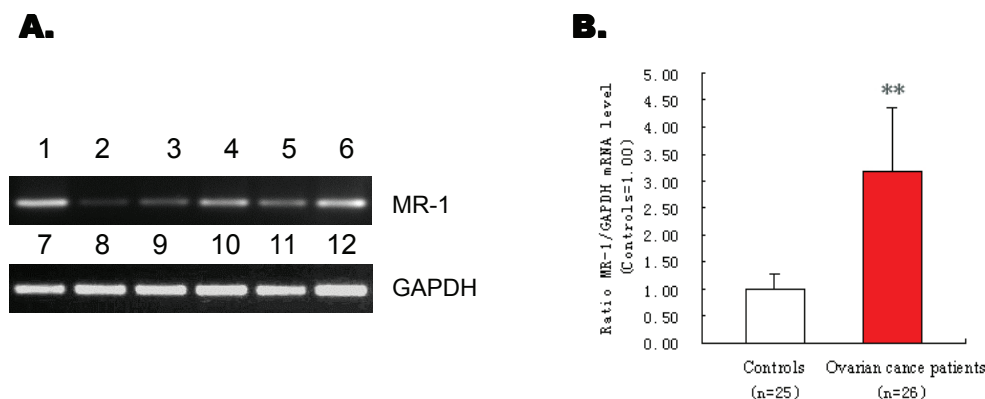 A.
1 2 3 4 5 6
MR-1
7 8 9 10 11 12
GAPDH
B.
Ratio MR-1/GAPDH mRNA level
(Controls=1.00)
5.00
4.50
4.00
3.50
3.00
2.50
2.00
1.50
1.00
0.50
0.00
**
Controls
(n=25)
Ovarian cance patients
(n=26)